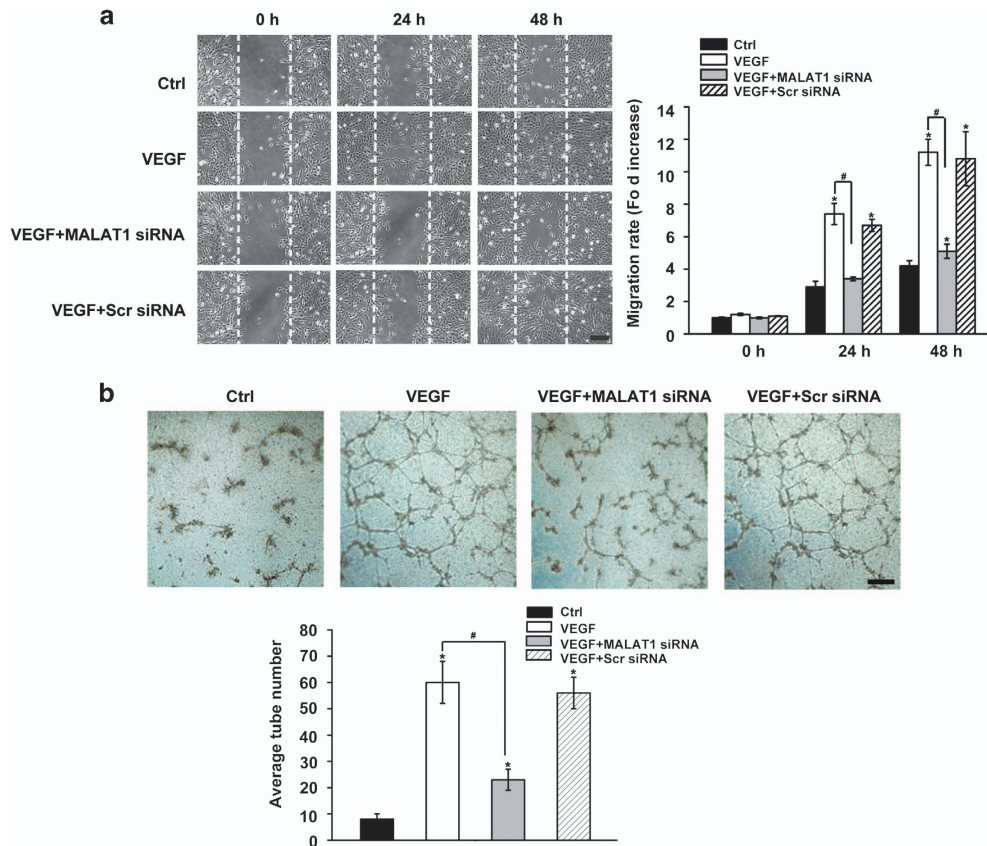 a
0 h 24 h 48 h
Ctrl
VEGF
VEGF+MALAT1 siRNA
VEGF+Scr siRNA
Ctrl
VEGF
VEGF+MALAT1 siRNA
VEGF+Scr siRNA
Migration rate (Fo d increase)
14
12
10
8
6
4
2
0
* # * * # * *
0 h 24 h 48 h
b
Ctrl VEGF VEGF+MALAT1 siRNA VEGF+Scr siRNA
Ctrl
VEGF
VEGF+MALAT1 siRNA
VEGF+Scr siRNA
Average tube number
80
70
60
50
40
30
20
10
0
* # * *